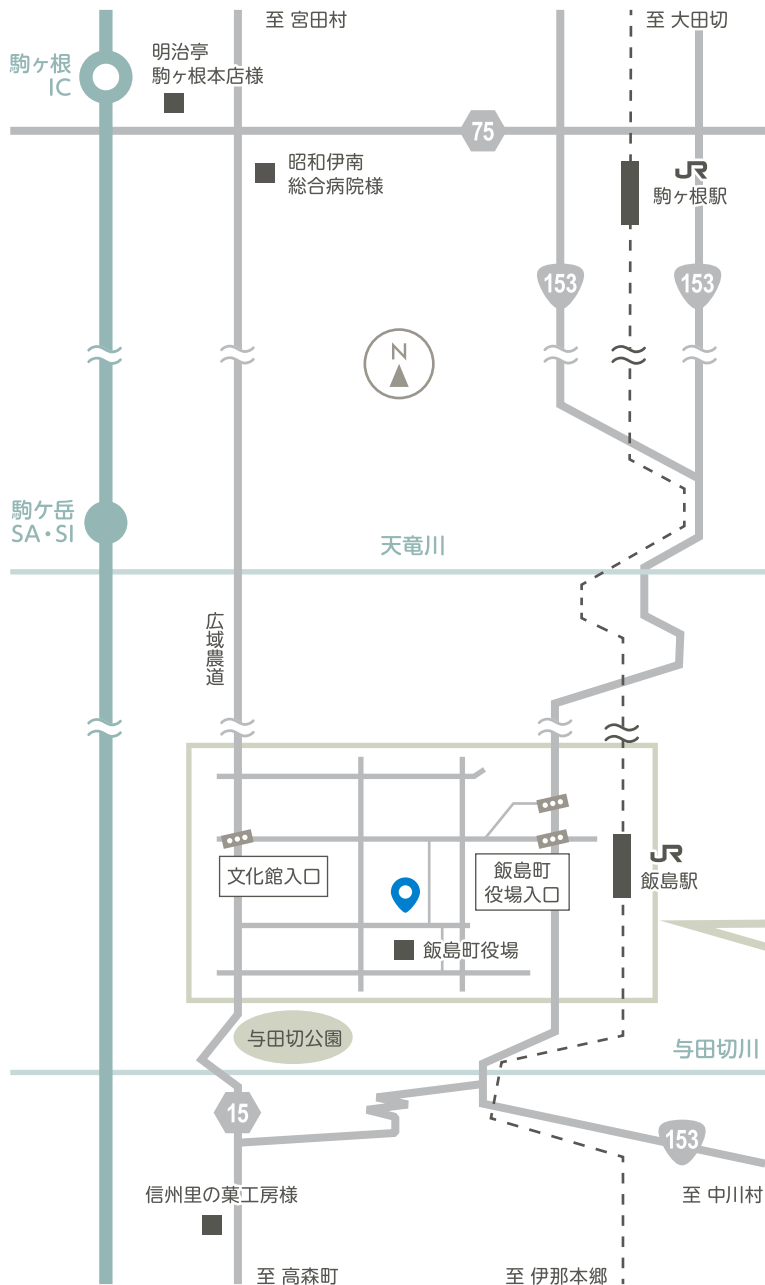 至 宮田村
至 大田切
明治亭
駒ヶ根本店様
駒ヶ根
IC
75
昭和伊南
総合病院様
JR
駒ヶ根駅
153
153
N
駒ケ岳
SA・SI
天竜川
広域農道
文化館入口
飯島町
役場入口
JR
飯島駅
飯島町役場
与田切公園
与田切川
15
153
信州里の菓工房様
至 中川村
至 高森町
至 伊那本郷